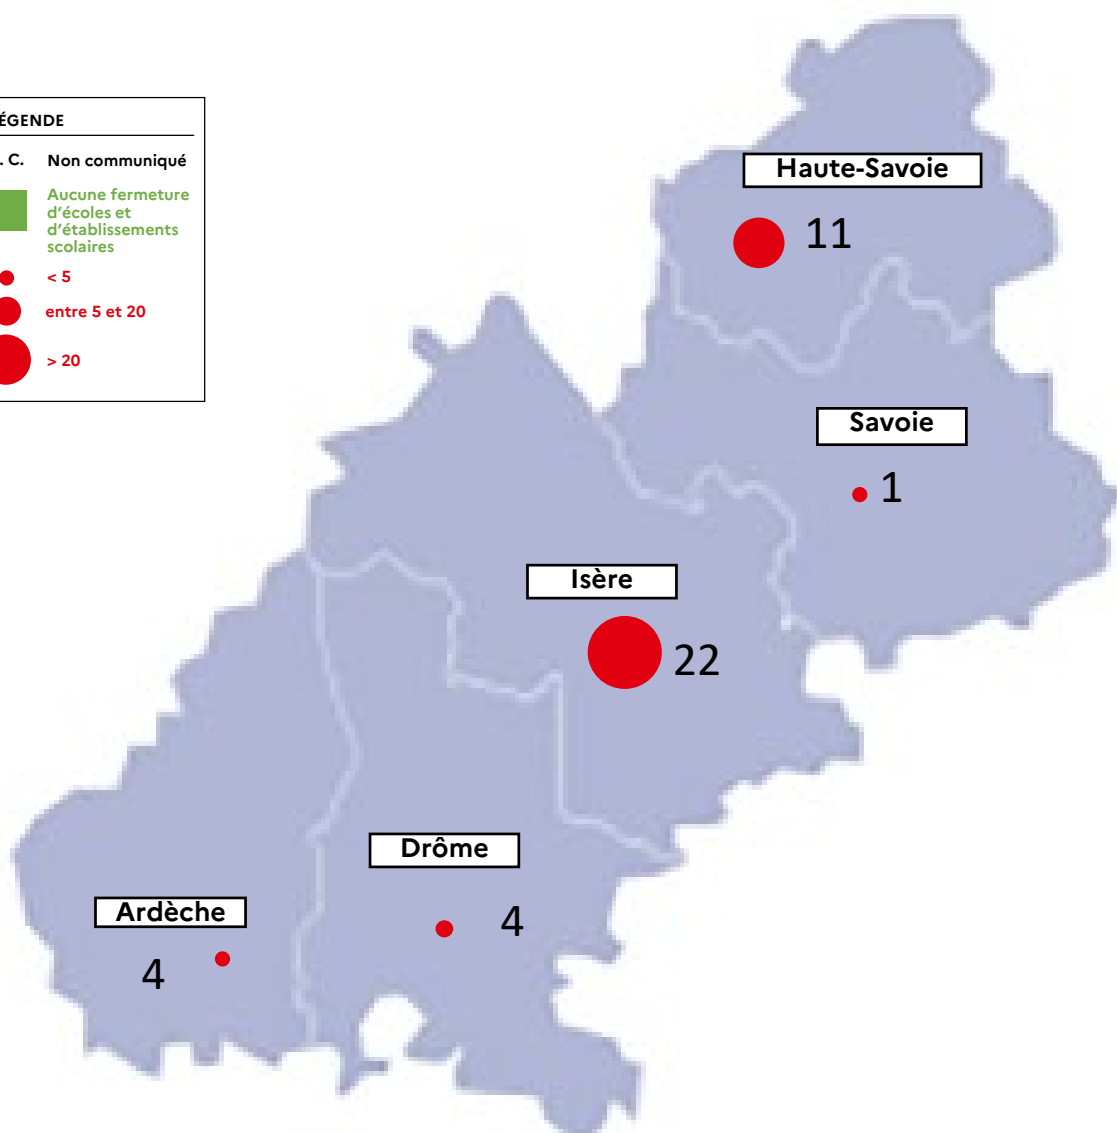 ÉGENDE
. C. Non communiqué
Aucune fermeture
d'écoles et
d'établissements
scolaires
< 5
entre 5 et 20
> 20
Haute-Savoie
11
Savoie
1
Isère
22
Drôme
4
Ardèche
4